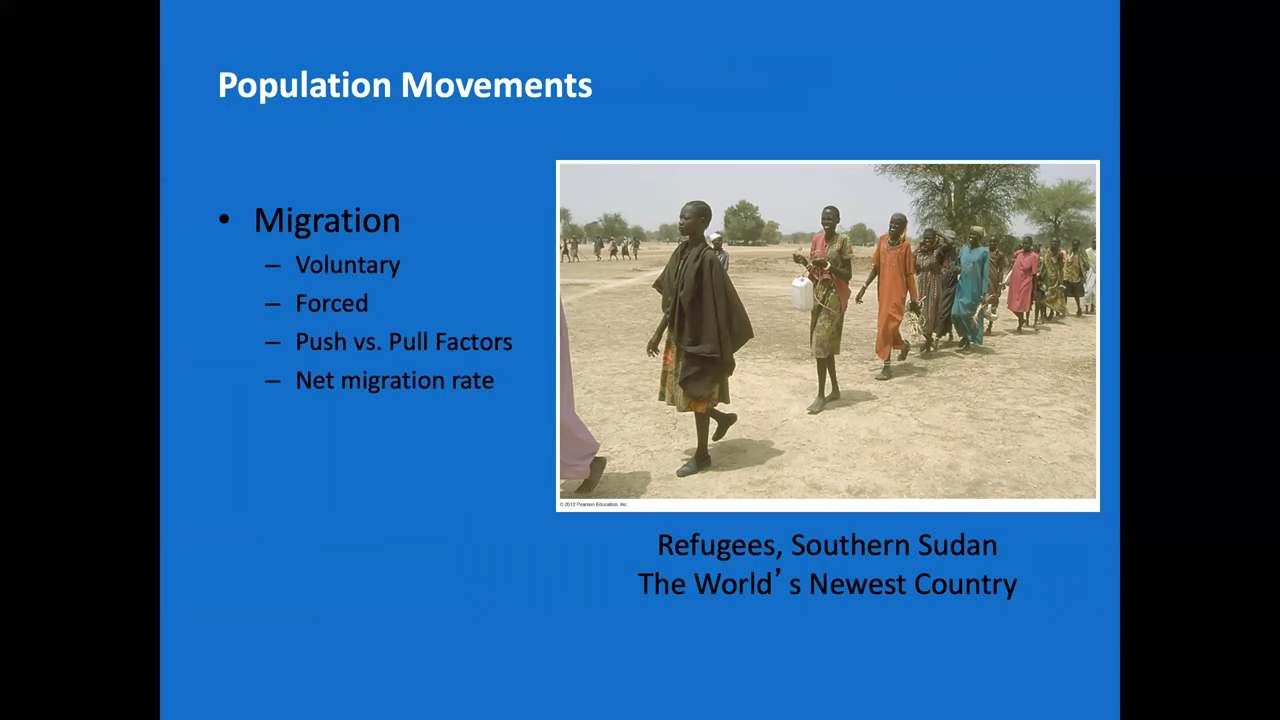 Population Movements
• Migration
– Voluntary
– Forced
– Push vs. Pull Factors
– Net migration rate
© 2012 Pearson Education, Inc.
Refugees, Southern Sudan
The World’s Newest Country